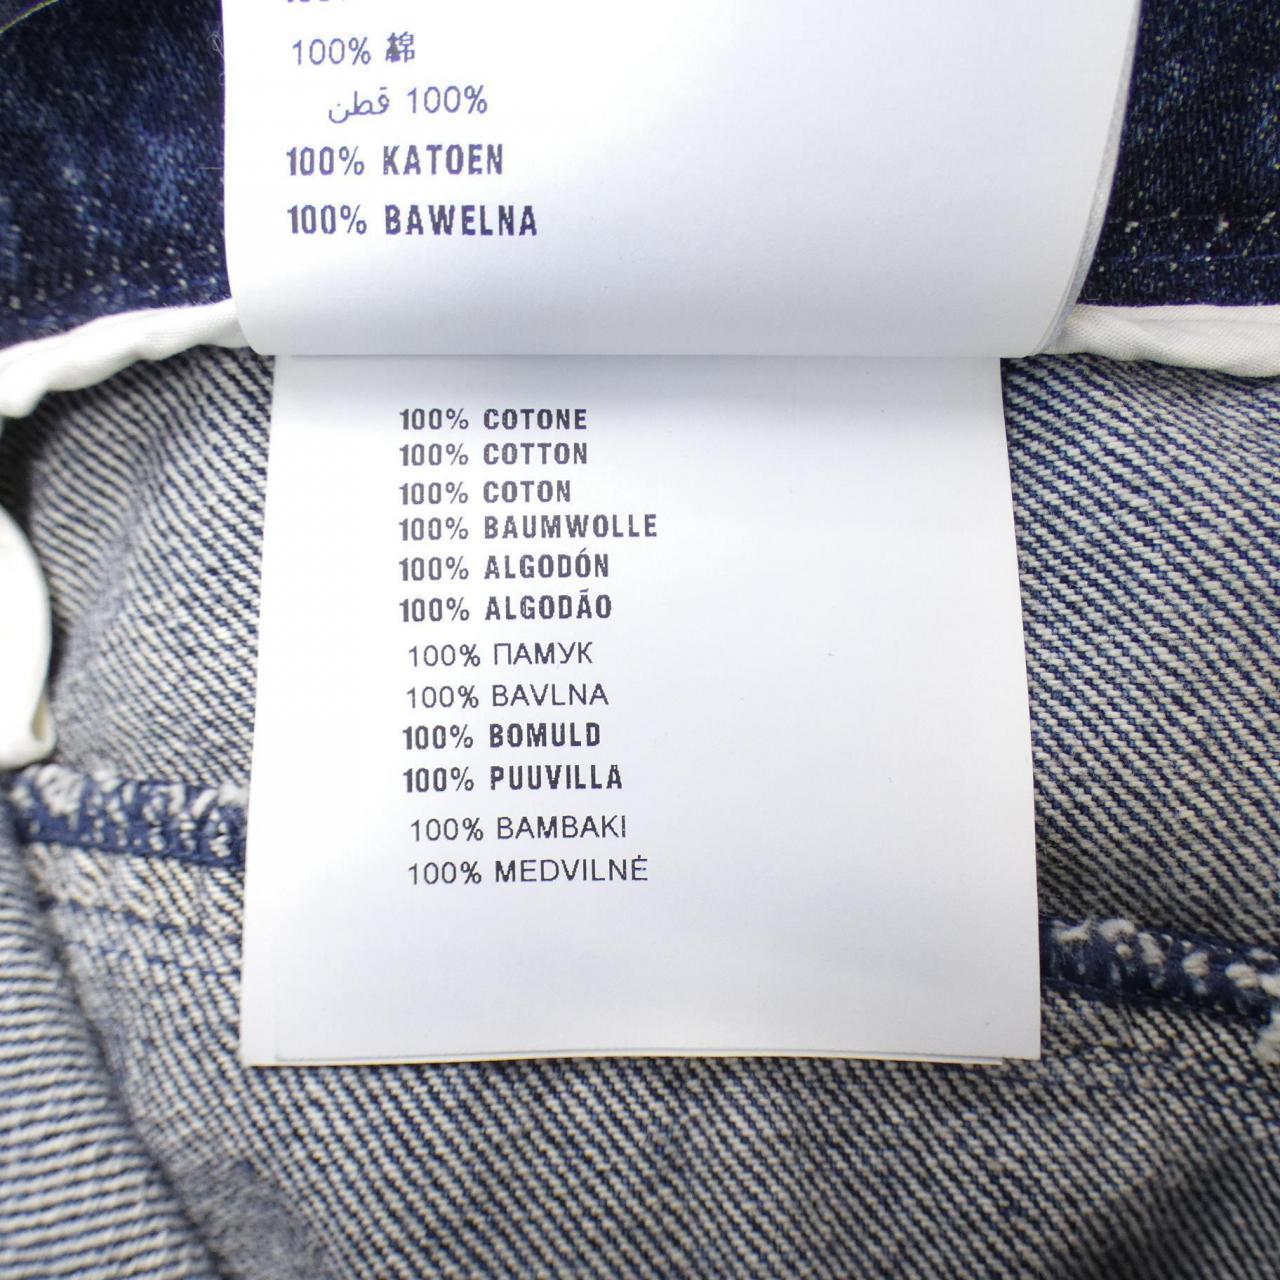 100% 綿
100% قطن
100% KATOEN
100% BAWELNA
100% COTONE
100% COTTON
100% COTON
100% BAUMWOLLE
100% ALGODÓN
100% ALGODÃO
100% ПАМУК
100% BAVLNA
100% BOMULD
100% PUUVILLA
100% BAMBAKI
100% MEDVILNĖ